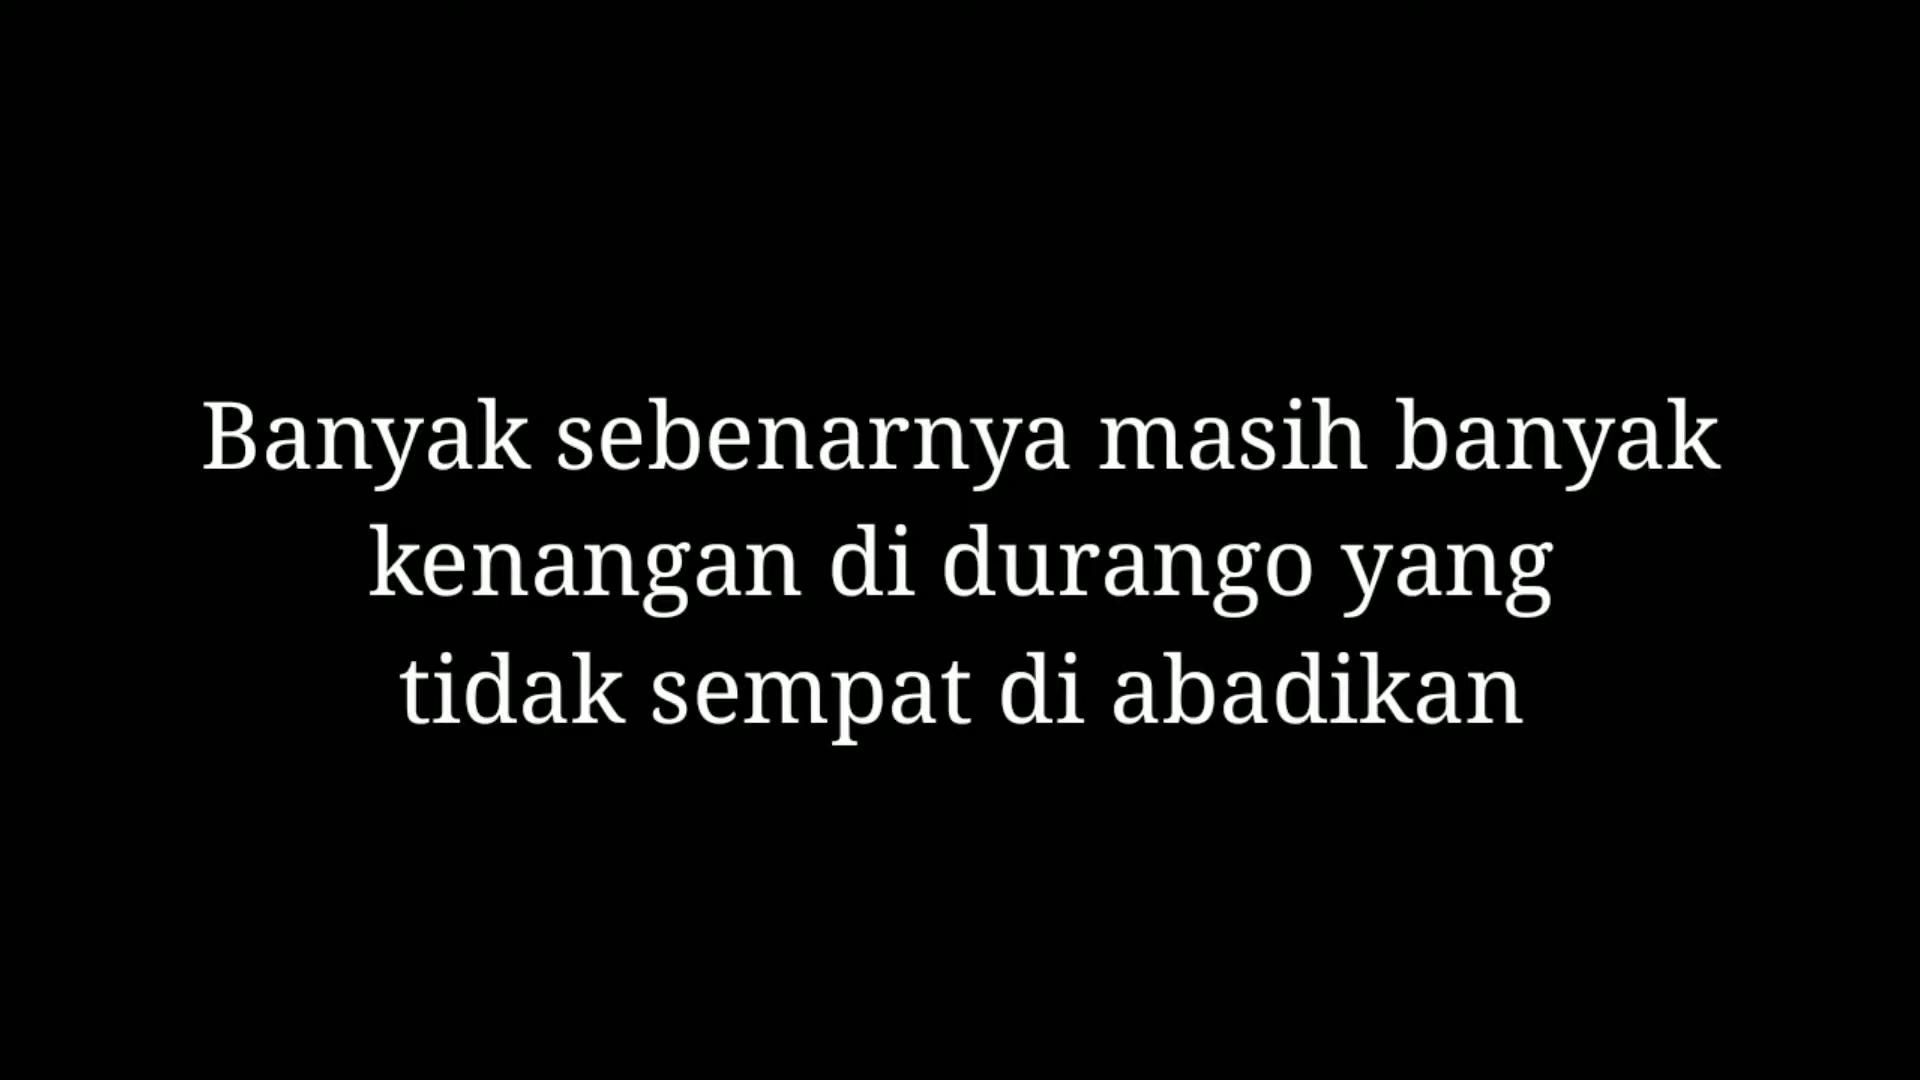 Banyak sebenarnya masih banyak
kenangan di durango yang
tidak sempat di abadikan